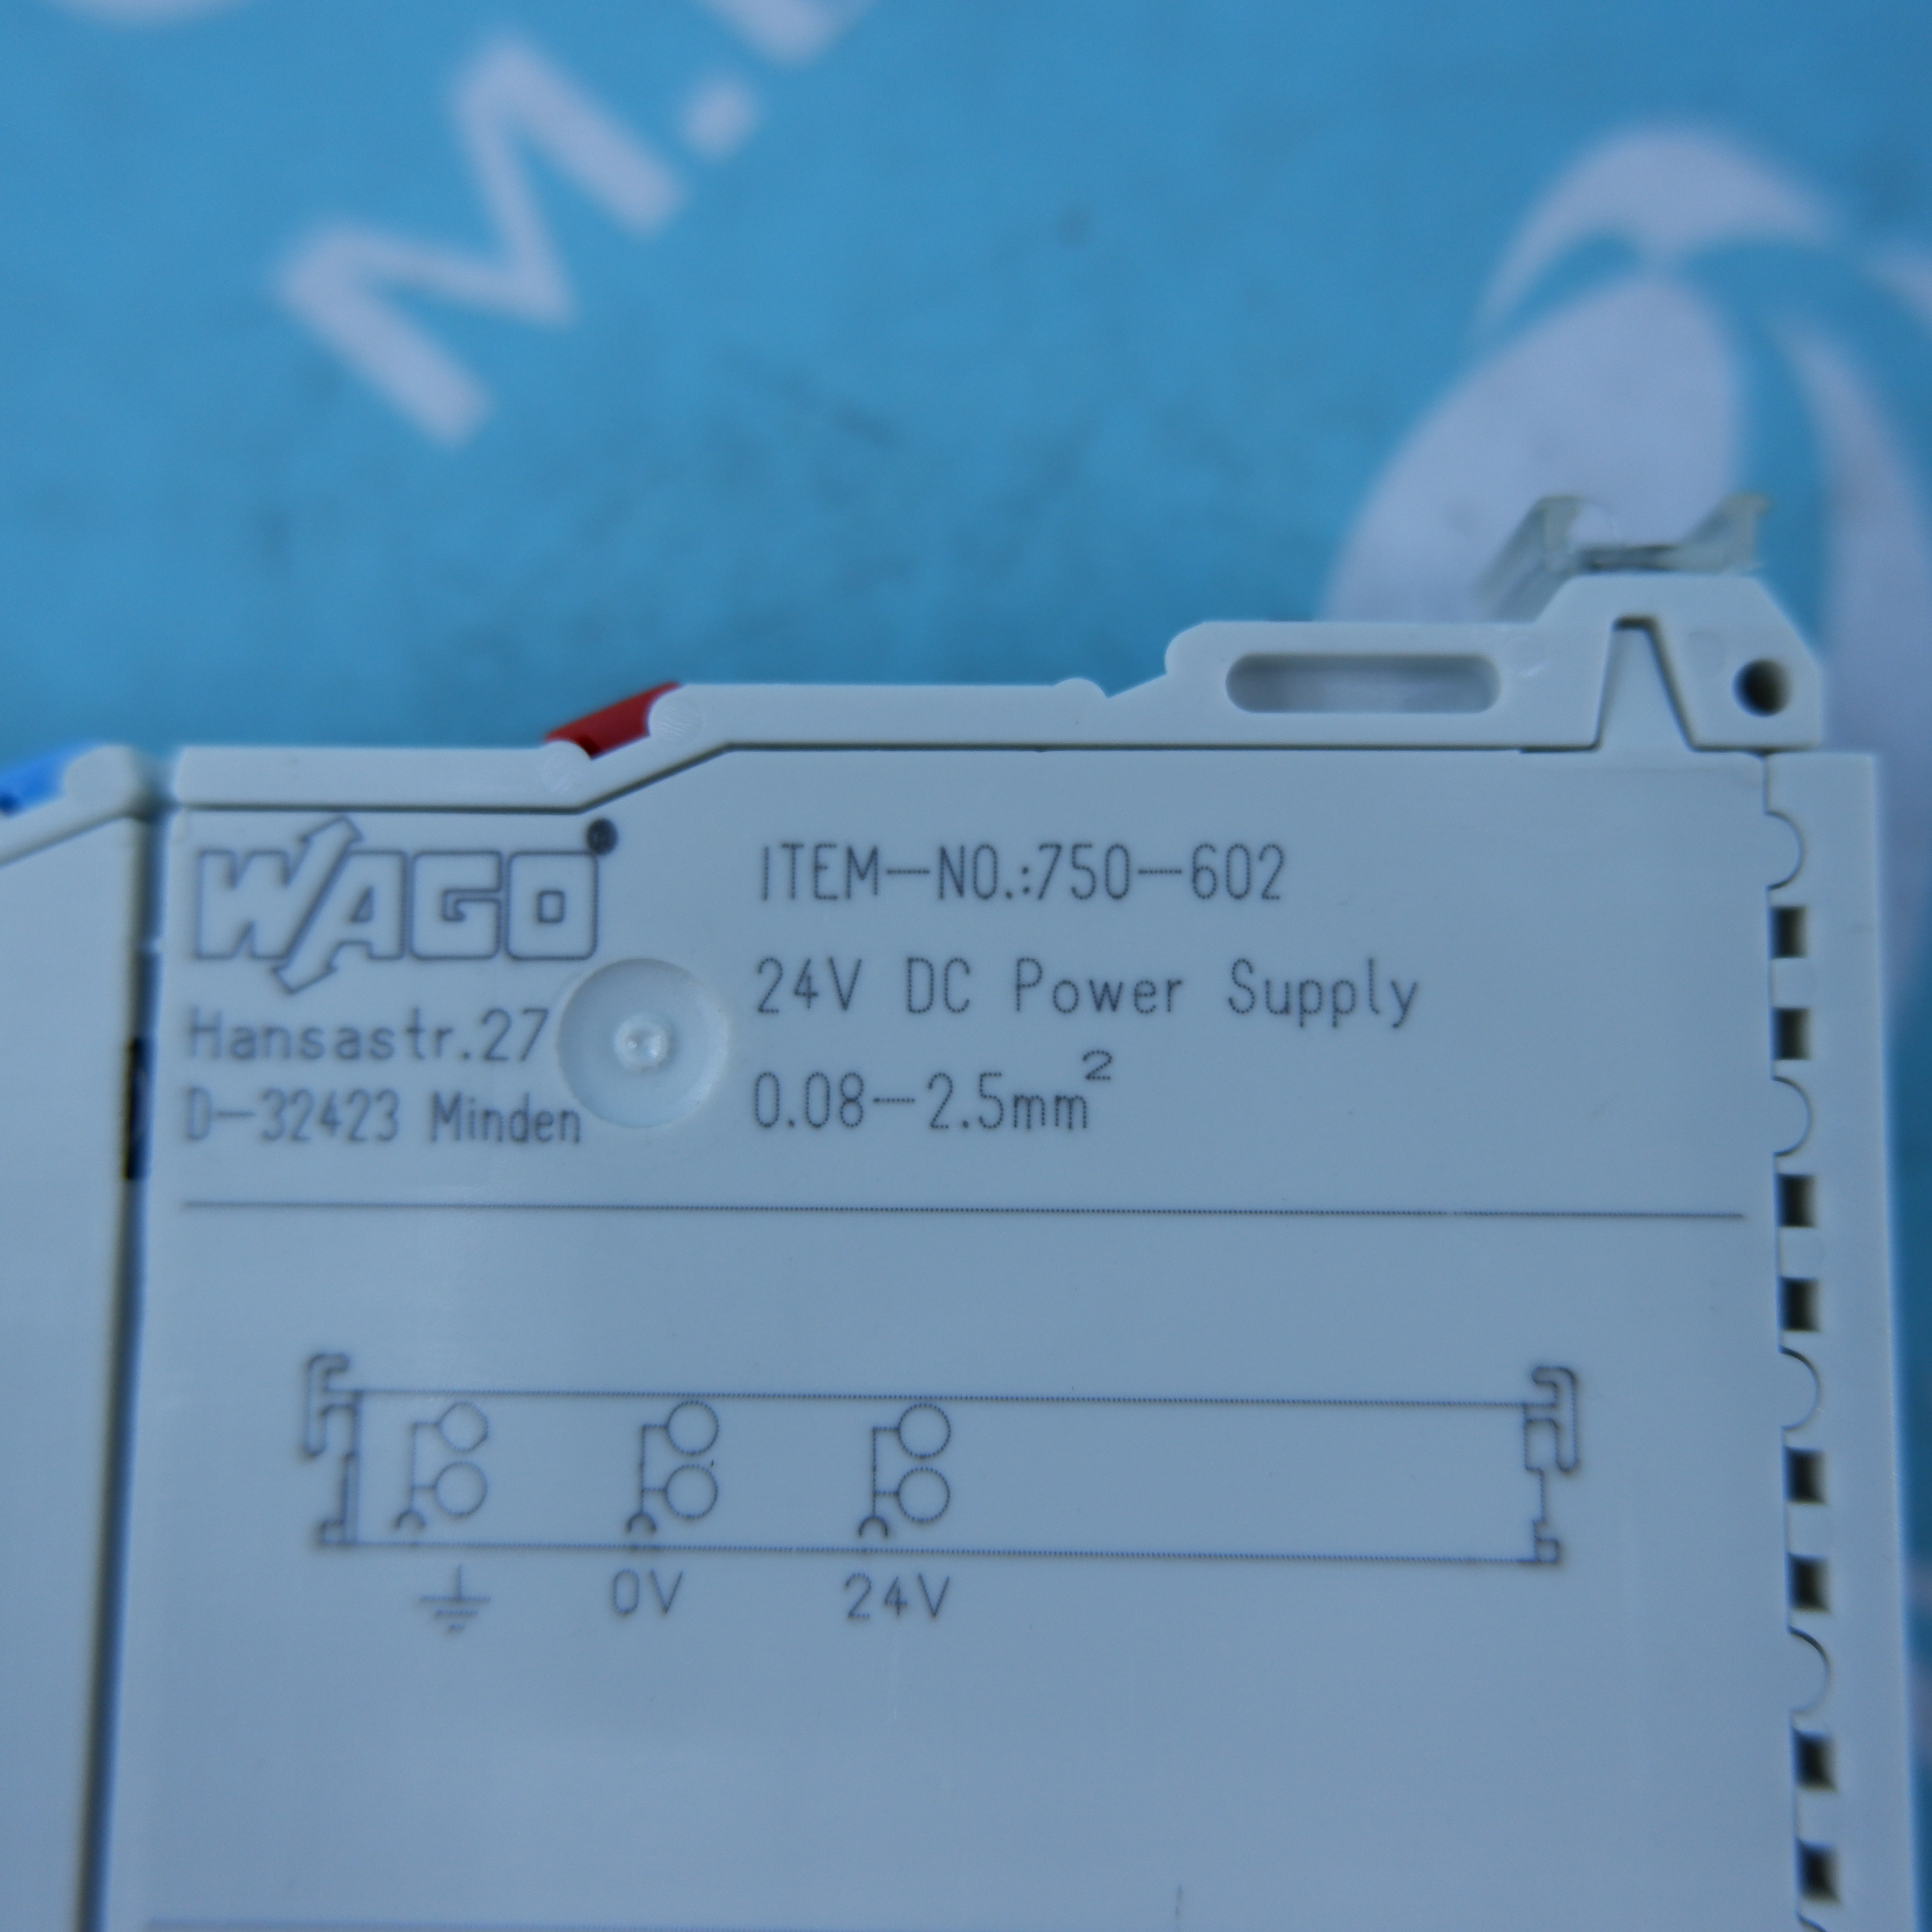 M.
WAGO
Hansastr.27
D-32423 Minden
ITEM-NO.:750-602
24V DC Power Supply
0.08-2.5mm²
0V
24V